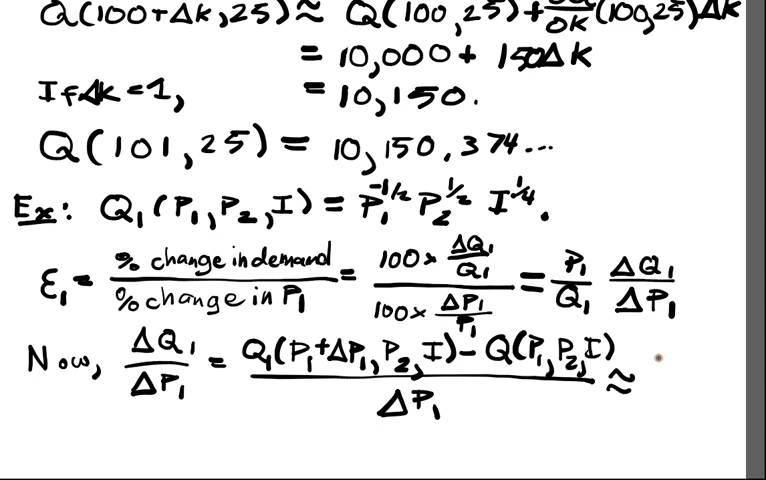 Q(100+Δk,25) ≈ Q(100,25) + ∂Q/∂K (100,25)Δk
= 10,000 + 150Δk
If Δk = 1, = 10,150.
Q(101,25) = 10,150.374...
Ex: Q₁(P₁,P₂,I) = P₁^(-1/2) P₂^(1/2) I^(1/4).
ε₁ = (% change in demand)/(% change in P₁) = (100 × ΔQ₁/Q₁)/(100 × ΔP₁/P₁) = P₁/Q₁ ΔQ₁/ΔP₁
Now, ΔQ₁/ΔP₁ = (Q₁(P₁+ΔP₁,P₂,I) - Q(P₁,P₂,I))/ΔP₁ ≈